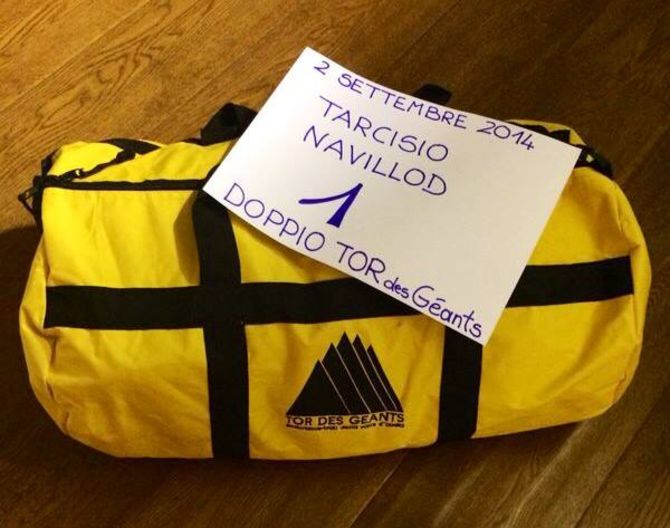 2 SETTEMBRE 2014
TARCISIO
NAVILLOD
1
DOPPIO TOR des Géants
TOR DES GEANTS